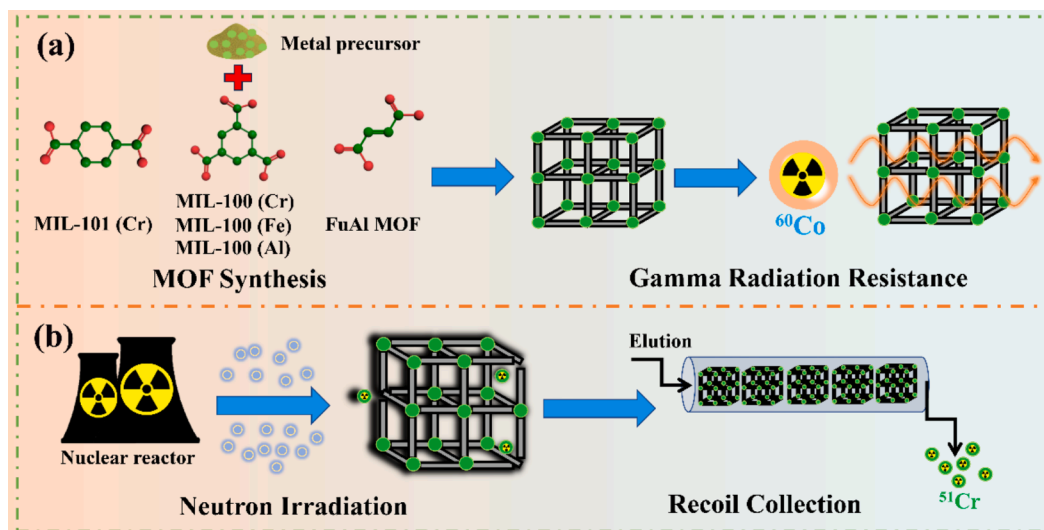 (a)
Metal precursor
MIL-101 (Cr)
MIL-100 (Cr)
MIL-100 (Fe)
MIL-100 (Al)
FuAl MOF
⁶⁰Co
MOF Synthesis
Gamma Radiation Resistance
(b)
Elution
Nuclear reactor
⁵¹Cr
Neutron Irradiation
Recoil Collection